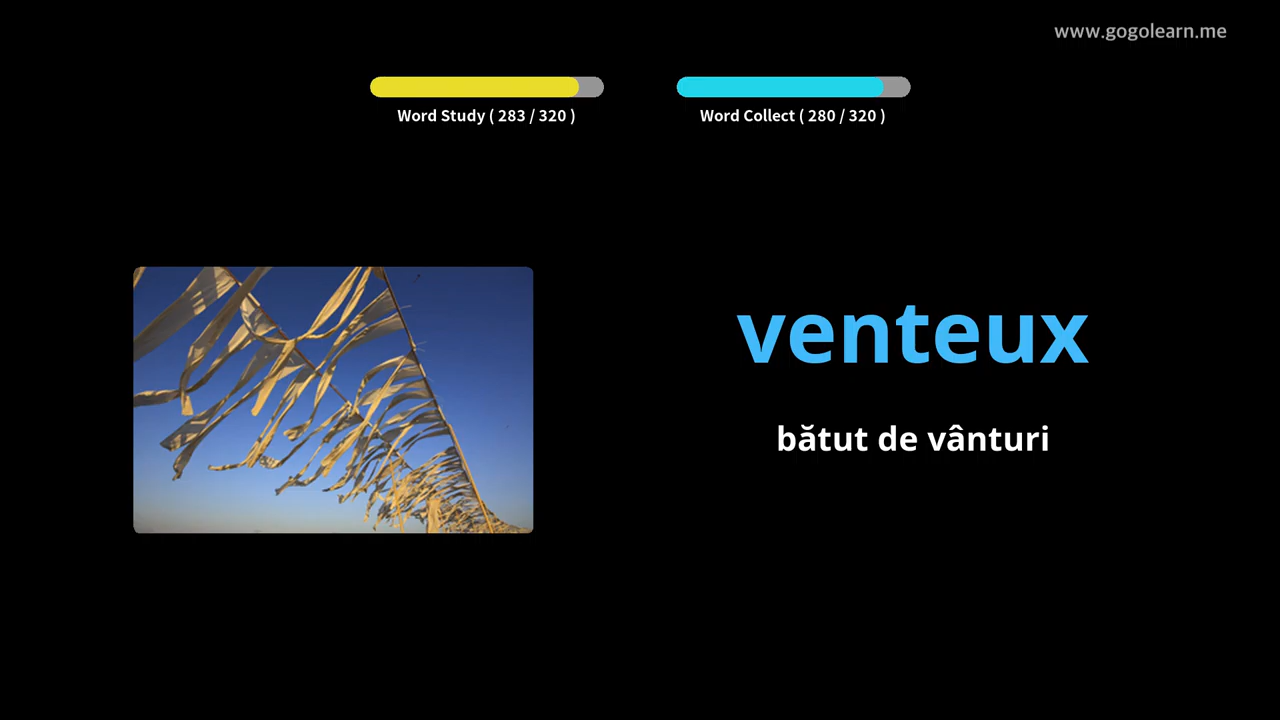 www.gogolearn.me
Word Study ( 283 / 320 )
Word Collect ( 280 / 320 )
venteux
bătut de vânturi